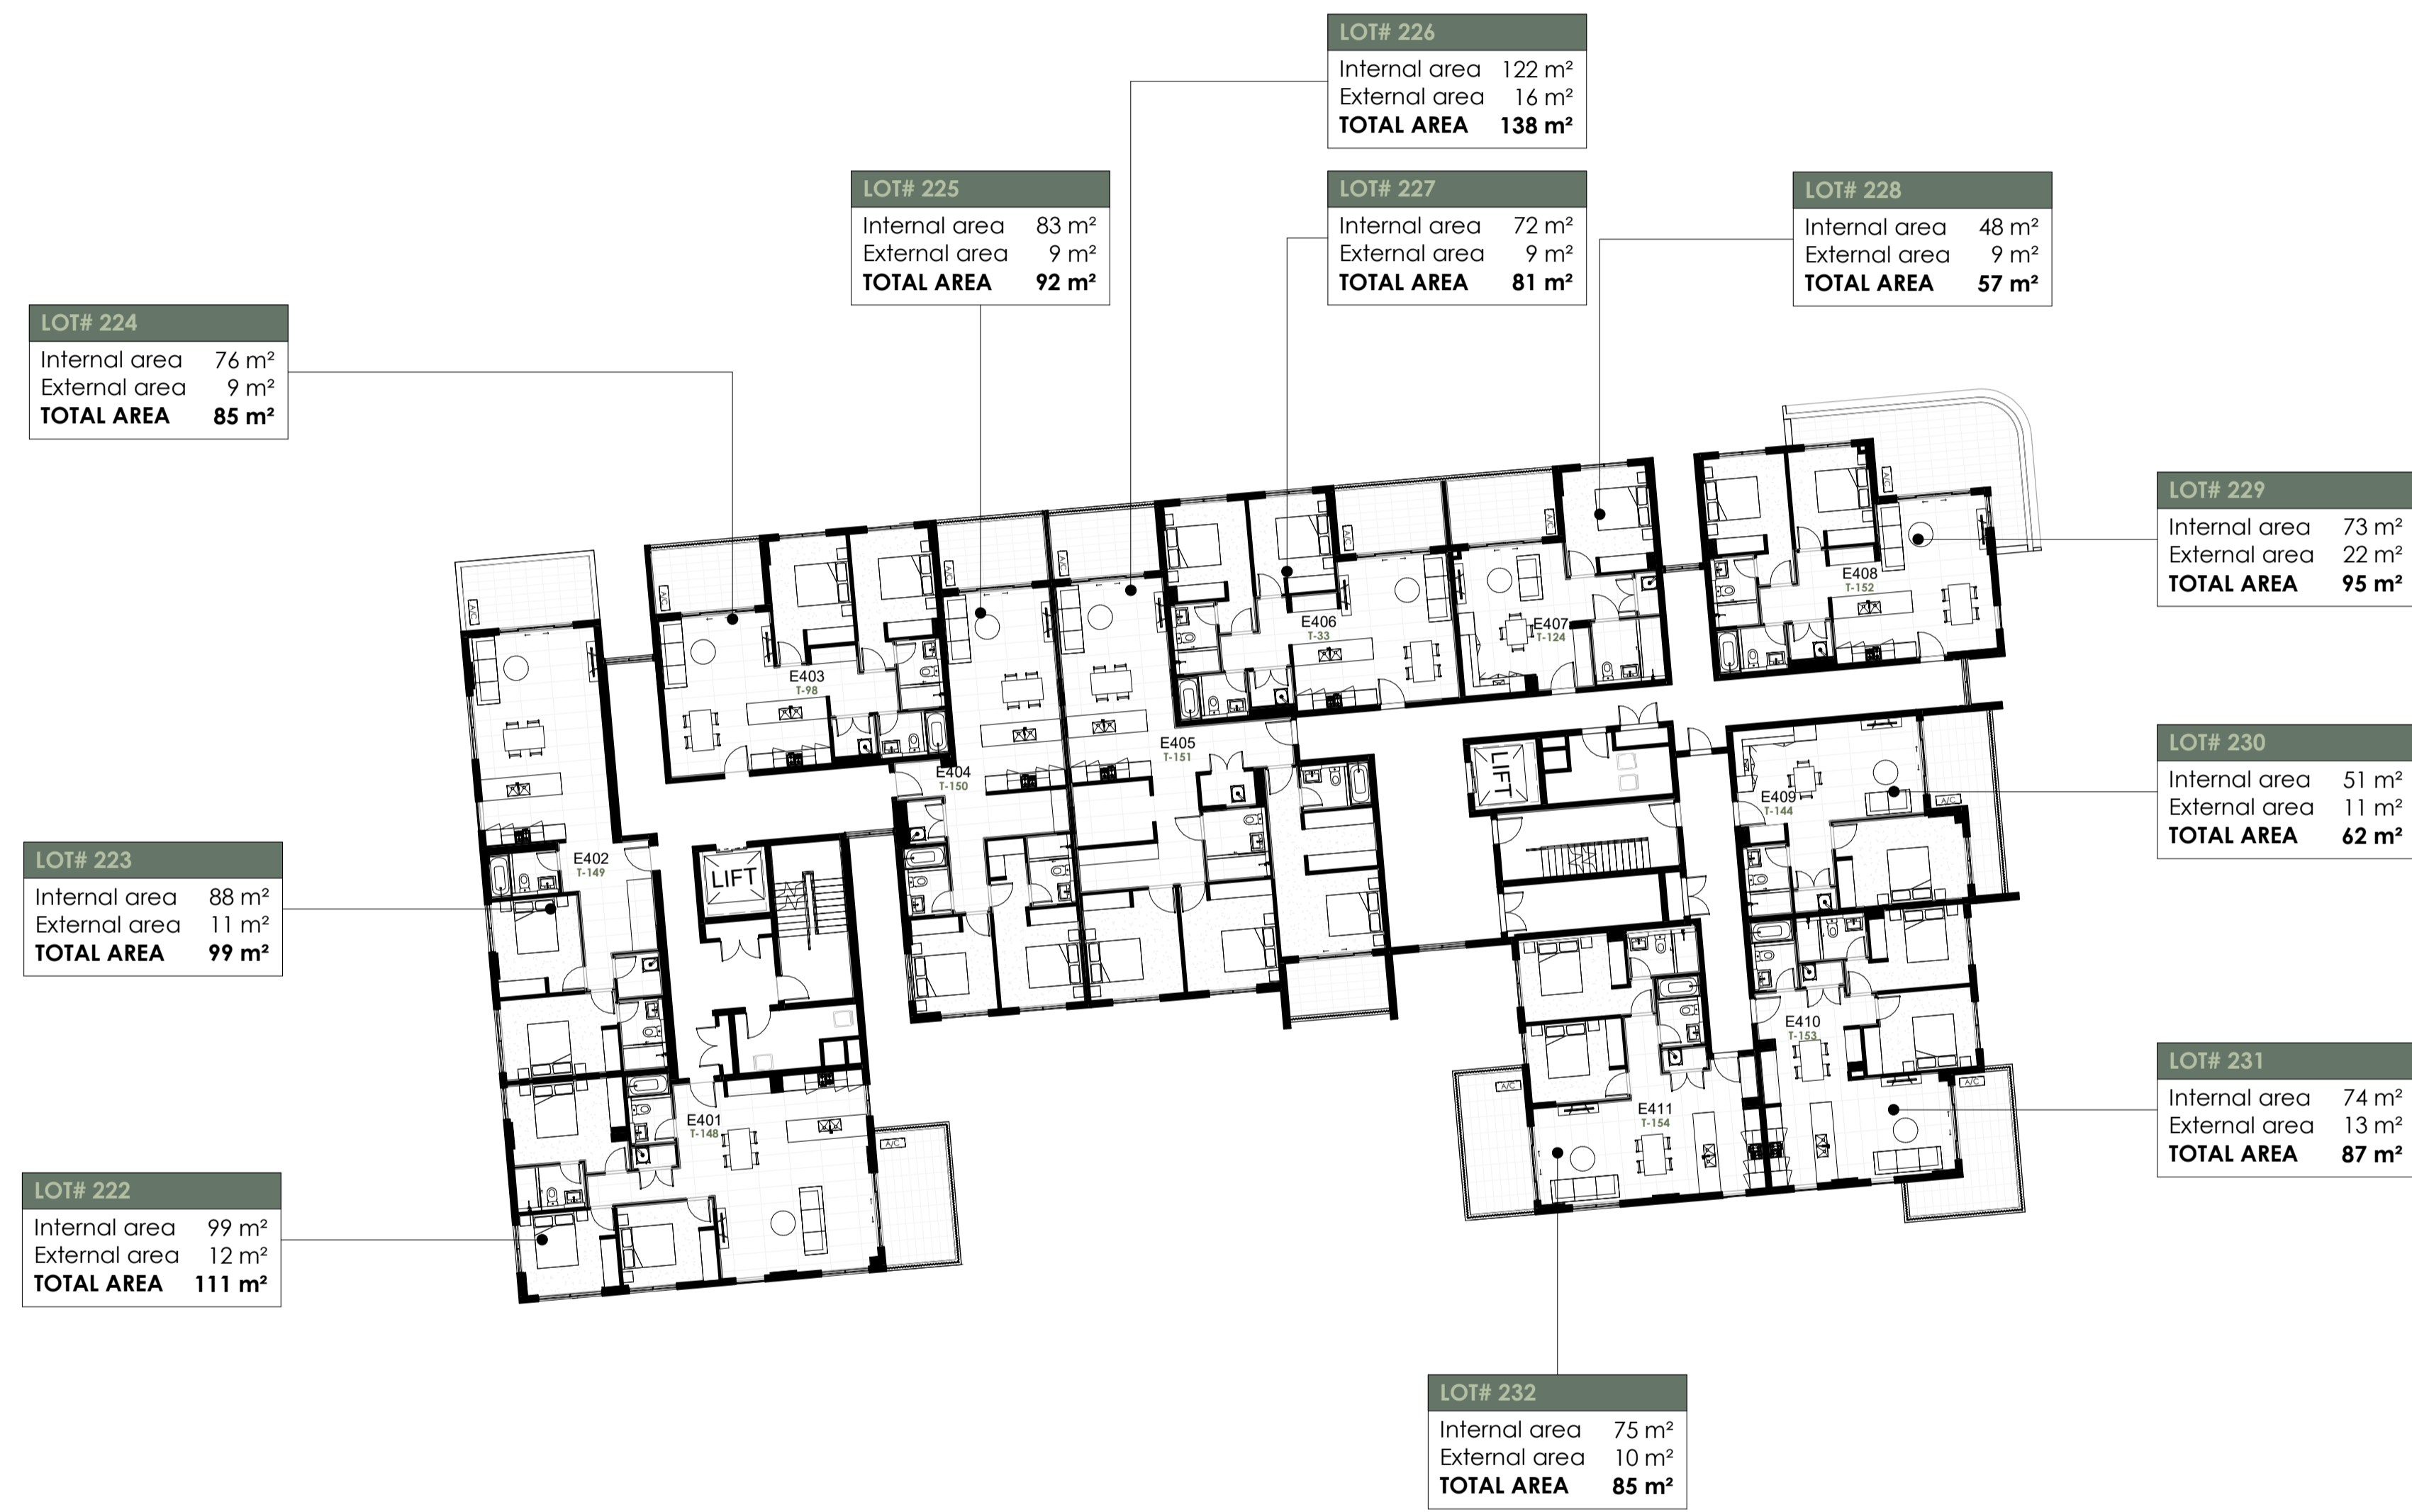 LOT# 226
Internal area 122 m²
External area 16 m²
TOTAL AREA 138 m²
LOT# 225
Internal area 83 m²
External area 9 m²
TOTAL AREA 92 m²
LOT# 227
Internal area 72 m²
External area 9 m²
TOTAL AREA 81 m²
LOT# 228
Internal area 48 m²
External area 9 m²
TOTAL AREA 57 m²
LOT# 224
Internal area 76 m²
External area 9 m²
TOTAL AREA 85 m²
LOT# 229
Internal area 73 m²
External area 22 m²
TOTAL AREA 95 m²
LOT# 230
Internal area 51 m²
External area 11 m²
TOTAL AREA 62 m²
LOT# 223
Internal area 88 m²
External area 11 m²
TOTAL AREA 99 m²
LOT# 231
Internal area 74 m²
External area 13 m²
TOTAL AREA 87 m²
LOT# 222
Internal area 99 m²
External area 12 m²
TOTAL AREA 111 m²
LOT# 232
Internal area 75 m²
External area 10 m²
TOTAL AREA 85 m²
E408
T-152
E406
T-33
E407
T-124
E403
T-98
E405
T-151
E404
T-150
E409
T-144
E402
T-149
E410
T-153
E401
T-148
E411
T-154
LIFT
LIFT
A/C
A/C
A/C
A/C
A/C
A/C
A/C
A/C
A/C
A/C
A/C